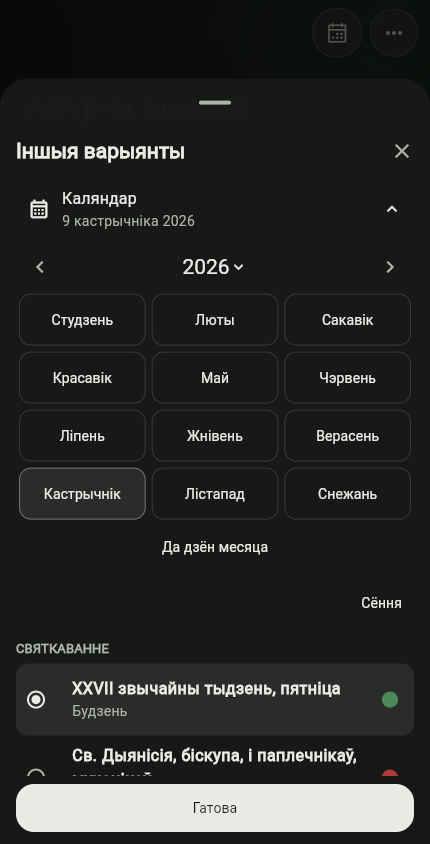 Іншыя варыянты
Каляндар
9 кастрычніка 2026
2026
Студзень
Люты
Сакавік
Красавік
Май
Чэрвень
Ліпень
Жнівень
Верасень
Кастрычнік
Лістапад
Снежань
Да дзён месяца
Сёння
СВЯТКАВАННЕ
XXVII звычайны тыдзень, пятніца
Будзень
Св. Дыянісія, біскупа, і паплечнікаў,
Гатова